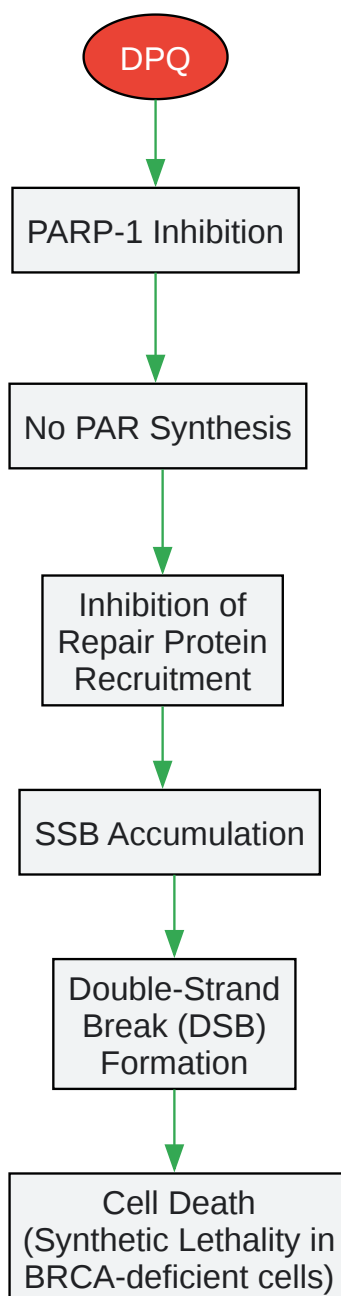 DPQ
PARP-1 Inhibition
No PAR Synthesis
Inhibition of
Repair Protein
Recruitment
SSB Accumulation
Double-Strand
Break (DSB)
Formation
Cell Death
(Synthetic Lethality in
BRCA-deficient cells)